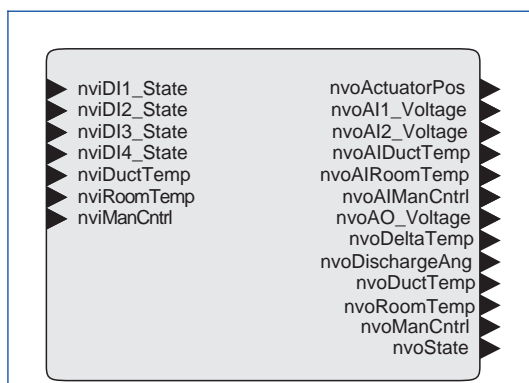 nviDI1_State
nviDI2_State
nviDI3_State
nviDI4_State
nviDuctTemp
nviRoomTemp
nviManCntrl
nvoActuatorPos
nvoAI1_Voltage
nvoAI2_Voltage
nvoAIDuctTemp
nvoAIRoomTemp
nvoAIManCntrl
nvoAO_Voltage
nvoDeltaTemp
nvoDischargeAng
nvoDuctTemp
nvoRoomTemp
nvoManCntrl
nvoState